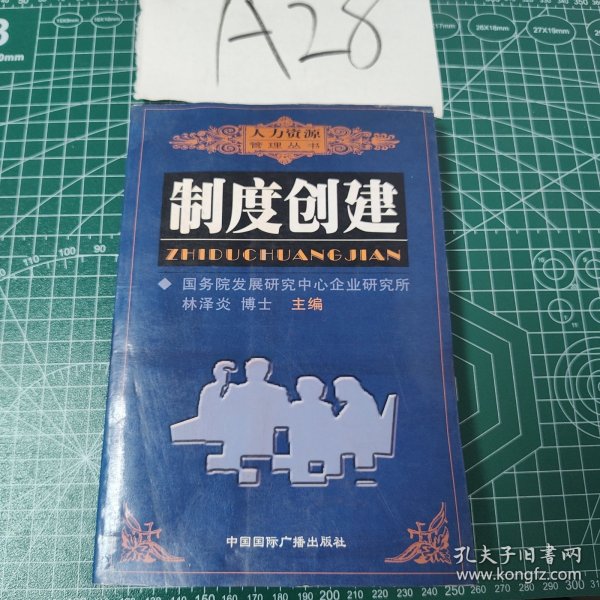 A28
人力资源
管理丛书
制度创建
ZHIDUCHUANGJIAN
◆ 国务院发展研究中心企业研究所
林泽炎 博士 主编
中国国际广播出版社
孔夫子旧书网
www.kongfz.com